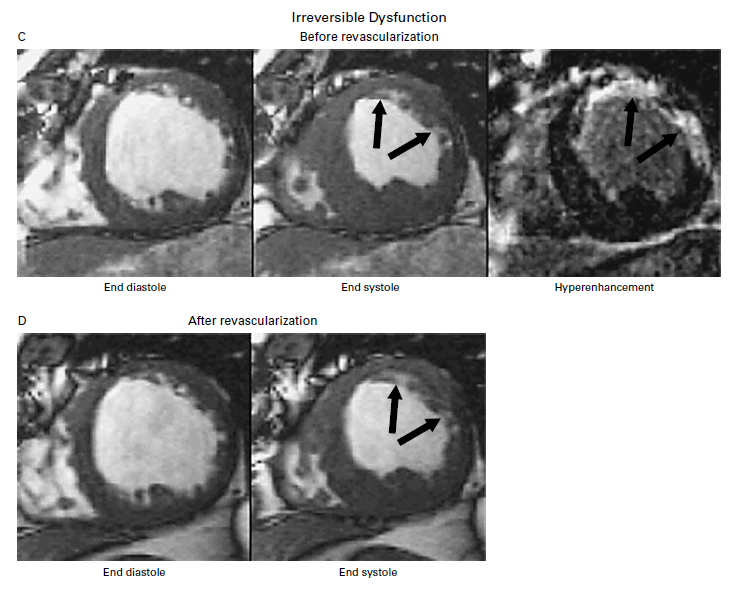 Irreversible Dysfunction
C
Before revascularization
End diastole
End systole
Hyperenhancement
D
After revascularization
End diastole
End systole